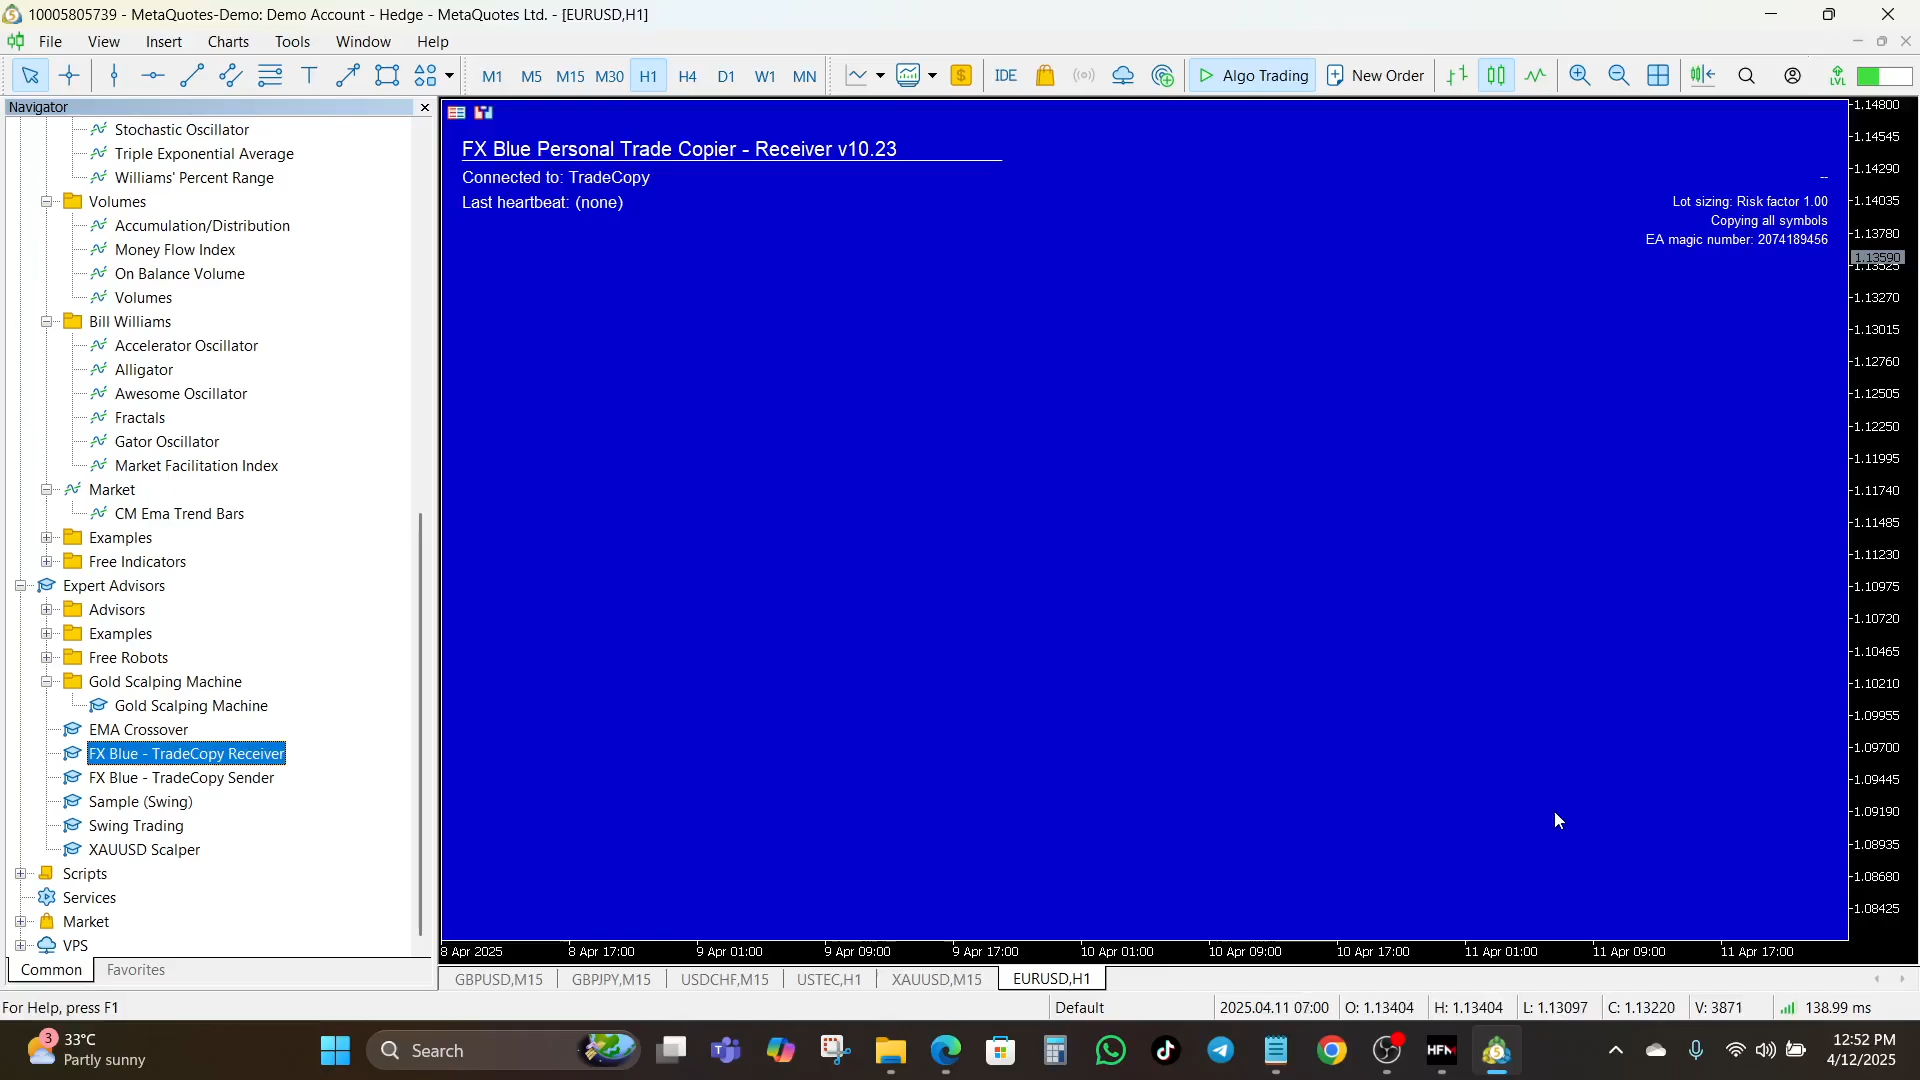 10005805739 - MetaQuotes-Demo: Demo Account - Hedge - MetaQuotes Ltd. - [EURUSD,H1]
File View Insert Charts Tools Window Help
M1 M5 M15 M30 H1 H4 D1 W1 MN IDE Algo Trading New Order LVL
Navigator
Stochastic Oscillator
Triple Exponential Average
Williams' Percent Range
Volumes
Accumulation/Distribution
Money Flow Index
On Balance Volume
Volumes
Bill Williams
Accelerator Oscillator
Alligator
Awesome Oscillator
Fractals
Gator Oscillator
Market Facilitation Index
Market
CM Ema Trend Bars
Examples
Free Indicators
Expert Advisors
Advisors
Examples
Free Robots
Gold Scalping Machine
Gold Scalping Machine
EMA Crossover
FX Blue - TradeCopy Receiver
FX Blue - TradeCopy Sender
Sample (Swing)
Swing Trading
XAUUSD Scalper
Scripts
Services
Market
VPS
Common Favorites
FX Blue Personal Trade Copier - Receiver v10.23
Connected to: TradeCopy
Last heartbeat: (none)
--
Lot sizing: Risk factor 1.00
Copying all symbols
EA magic number: 2074189456
1.14800
1.14545
1.14290
1.14035
1.13780
1.13590
1.13525
1.13270
1.13015
1.12760
1.12505
1.12250
1.11995
1.11740
1.11485
1.11230
1.10975
1.10720
1.10465
1.10210
1.09955
1.09700
1.09445
1.09190
1.08935
1.08680
1.08425
8 Apr 2025 8 Apr 17:00 9 Apr 01:00 9 Apr 09:00 9 Apr 17:00 10 Apr 01:00 10 Apr 09:00 10 Apr 17:00 11 Apr 01:00 11 Apr 09:00 11 Apr 17:00
GBPUSD,M15 GBPJPY,M15 USDCHF,M15 USTEC,H1 XAUUSD,M15 EURUSD,H1
For Help, press F1 Default 2025.04.11 07:00 O: 1.13404 H: 1.13404 L: 1.13097 C: 1.13220 V: 3871 138.99 ms
3
33°C
Partly sunny
Search
HFM
12:52 PM
4/12/2025